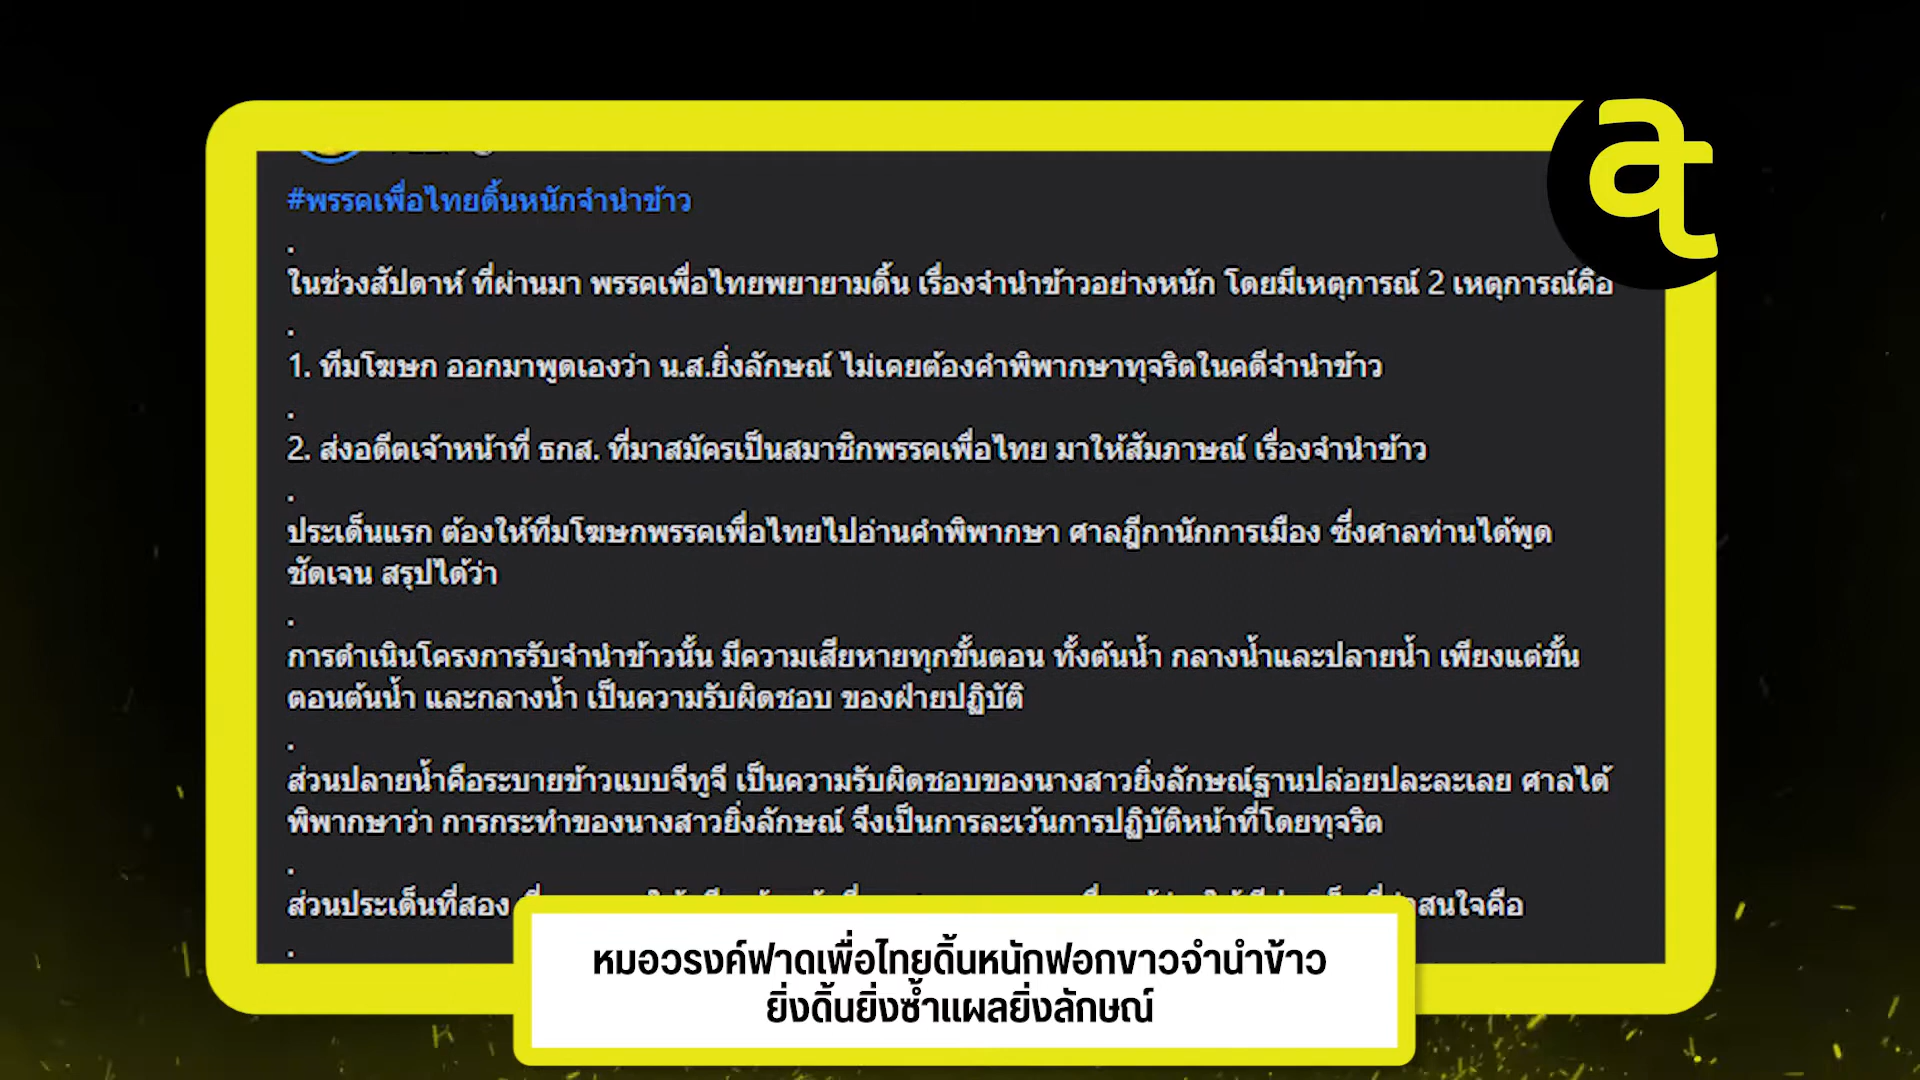 at
#พรรคเพื่อไทยดิ้นหนักจำนำข้าว
.
ในช่วงสัปดาห์ ที่ผ่านมา พรรคเพื่อไทยพยายามดิ้น เรื่องจำนำข้าวอย่างหนัก โดยมีเหตุการณ์ 2 เหตุการณ์คือ
.
1. ทีมโฆษก ออกมาพูดเองว่า น.ส.ยิ่งลักษณ์ ไม่เคยต้องคำพิพากษาทุจริตในคดีจำนำข้าว
.
2. ส่งอดีตเจ้าหน้าที่ ธกส. ที่มาสมัครเป็นสมาชิกพรรคเพื่อไทย มาให้สัมภาษณ์ เรื่องจำนำข้าว
.
ประเด็นแรก ต้องให้ทีมโฆษกพรรคเพื่อไทยไปอ่านคำพิพากษา ศาลฎีกานักการเมือง ซึ่งศาลท่านได้พูด
ชัดเจน สรุปได้ว่า
.
การดำเนินโครงการรับจำนำข้าวนั้น มีความเสียหายทุกขั้นตอน ทั้งต้นน้ำ กลางน้ำและปลายน้ำ เพียงแต่ขั้น
ตอนต้นน้ำ และกลางน้ำ เป็นความรับผิดชอบ ของฝ่ายปฏิบัติ
.
ส่วนปลายน้ำคือระบายข้าวแบบจีทูจี เป็นความรับผิดชอบของนางสาวยิ่งลักษณ์ฐานปล่อยปละละเลย ศาลได้
พิพากษาว่า การกระทำของนางสาวยิ่งลักษณ์ จึงเป็นการละเว้นการปฏิบัติหน้าที่โดยทุจริต
.
ส่วนประเด็นที่สอง สนใจคือ
.
หมอวรงค์ฟาดเพื่อไทยดิ้นหนักฟอกขาวจำนำข้าว
ยิ่งดิ้นยิ่งซ้ำแผลยิ่งลักษณ์